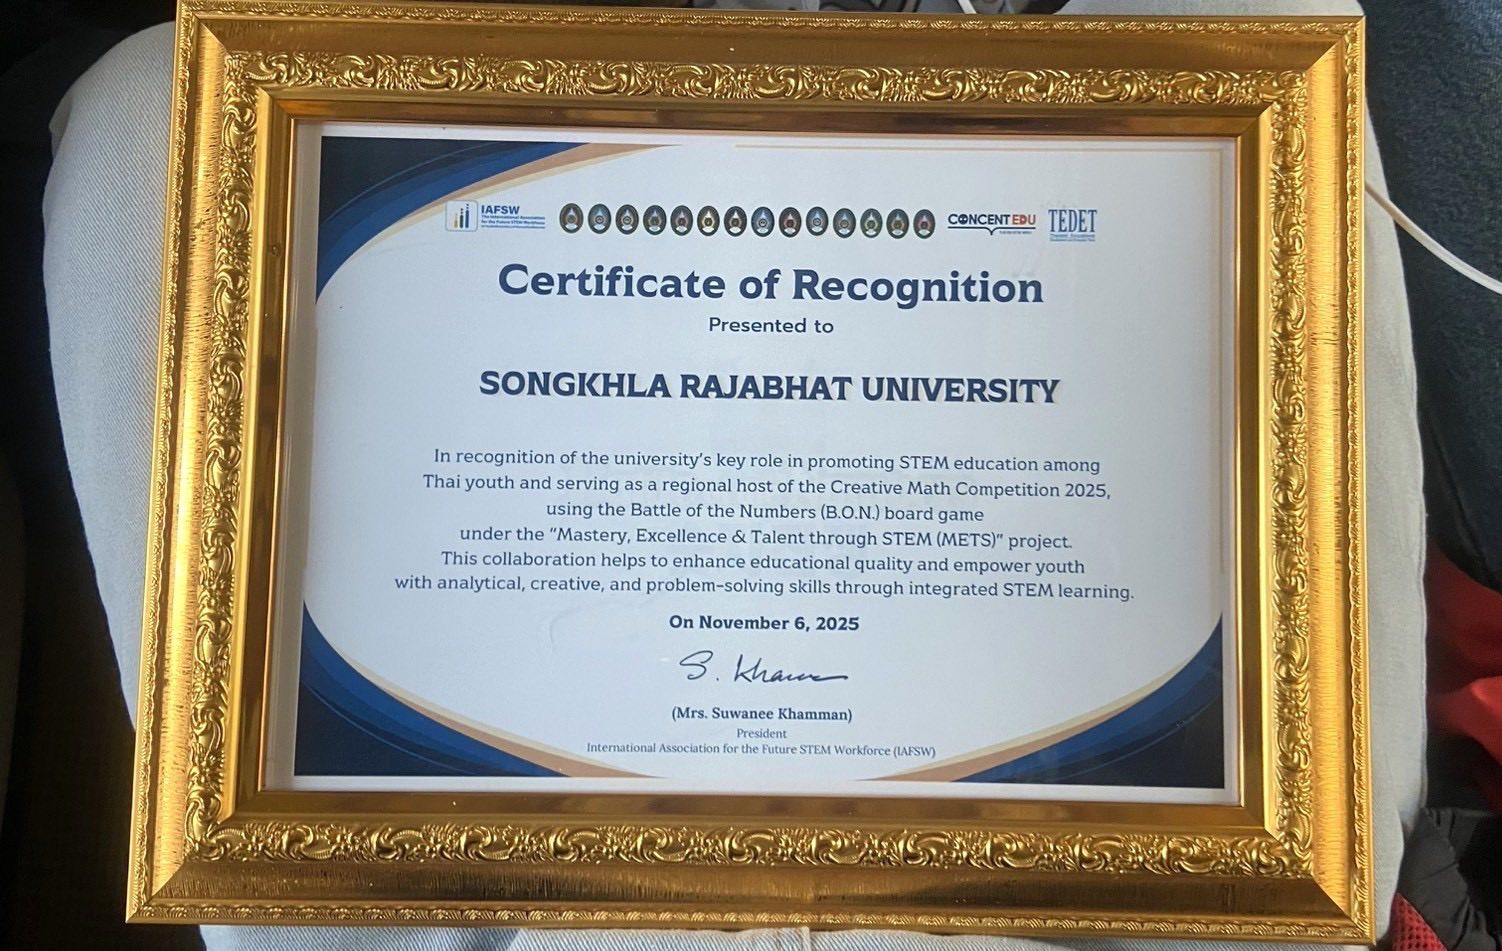 IAFSW
The International Association
for the Future STEM Workforce
CONCENT EDU
TEDET
Certificate of Recognition
Presented to
SONGKHLA RAJABHAT UNIVERSITY
In recognition of the university's key role in promoting STEM education among
Thai youth and serving as a regional host of the Creative Math Competition 2025,
using the Battle of the Numbers (B.O.N.) board game
under the "Mastery, Excellence & Talent through STEM (METS)" project.
This collaboration helps to enhance educational quality and empower youth
with analytical, creative, and problem-solving skills through integrated STEM learning.
On November 6, 2025
(Mrs. Suwanee Khamman)
President
International Association for the Future STEM Workforce (IAFSW)